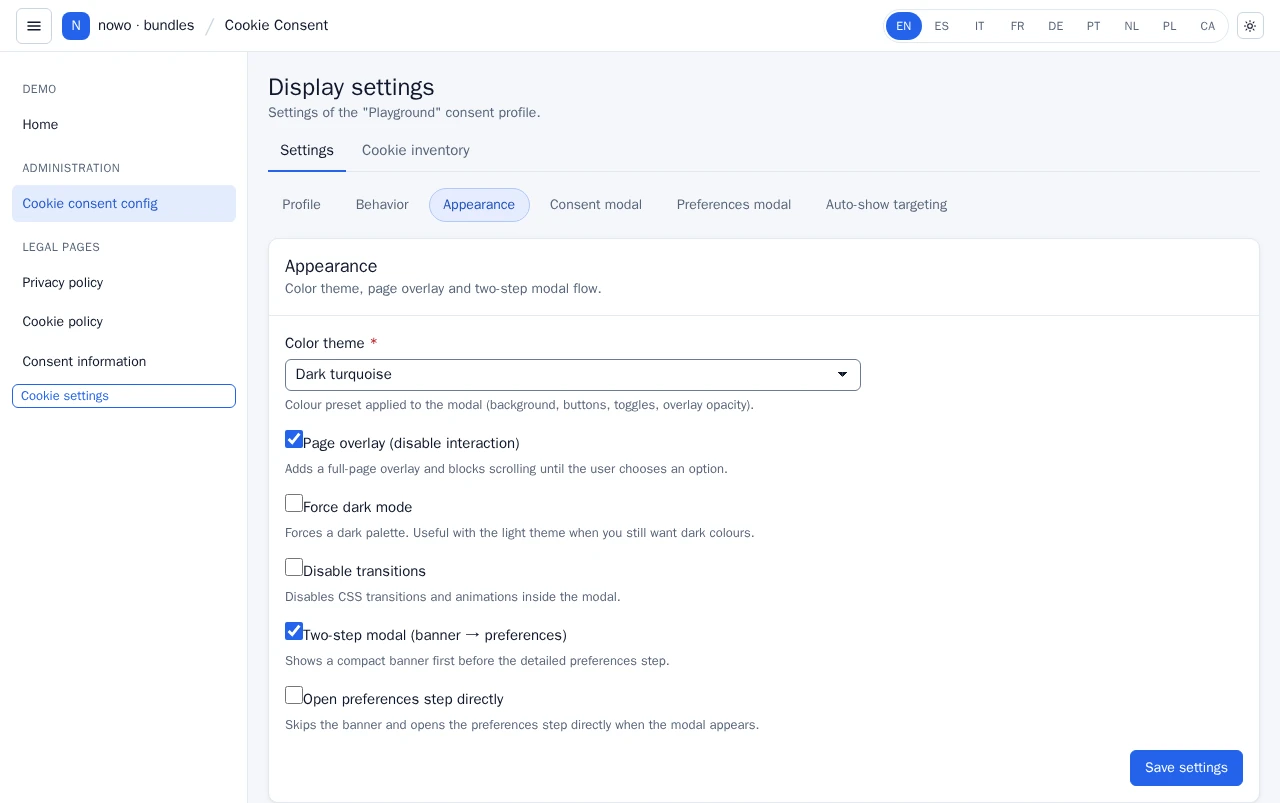 N nowo · bundles / Cookie Consent
EN ES IT FR DE PT NL PL CA
DEMO
Home
ADMINISTRATION
Cookie consent config
LEGAL PAGES
Privacy policy
Cookie policy
Consent information
Cookie settings
Display settings
Settings of the "Playground" consent profile.
Settings Cookie inventory
Profile Behavior Appearance Consent modal Preferences modal Auto-show targeting
Appearance
Color theme, page overlay and two-step modal flow.
Color theme *
Dark turquoise
Colour preset applied to the modal (background, buttons, toggles, overlay opacity).
Page overlay (disable interaction)
Adds a full-page overlay and blocks scrolling until the user chooses an option.
Force dark mode
Forces a dark palette. Useful with the light theme when you still want dark colours.
Disable transitions
Disables CSS transitions and animations inside the modal.
Two-step modal (banner → preferences)
Shows a compact banner first before the detailed preferences step.
Open preferences step directly
Skips the banner and opens the preferences step directly when the modal appears.
Save settings